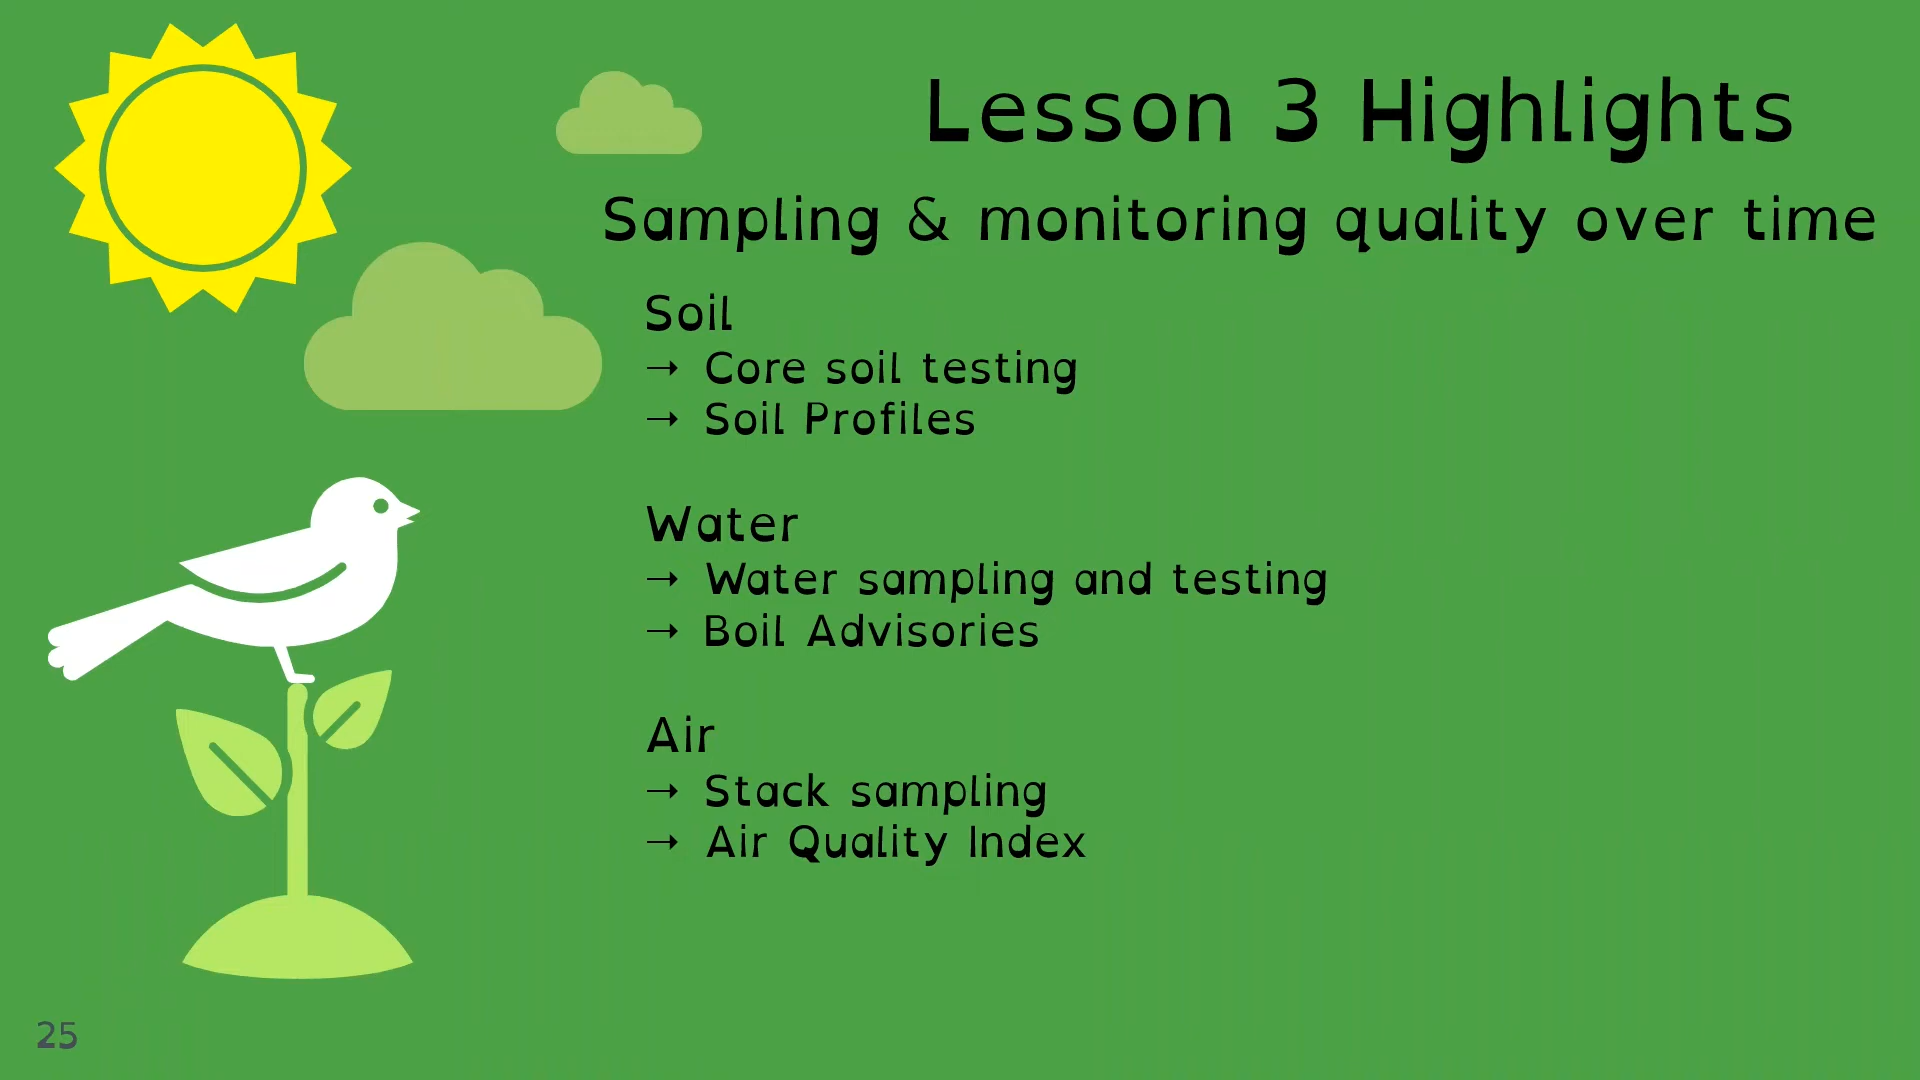 Lesson 3 Highlights
Sampling & monitoring quality over time
Soil
→ Core soil testing
→ Soil Profiles
Water
→ Water sampling and testing
→ Boil Advisories
Air
→ Stack sampling
→ Air Quality Index
25